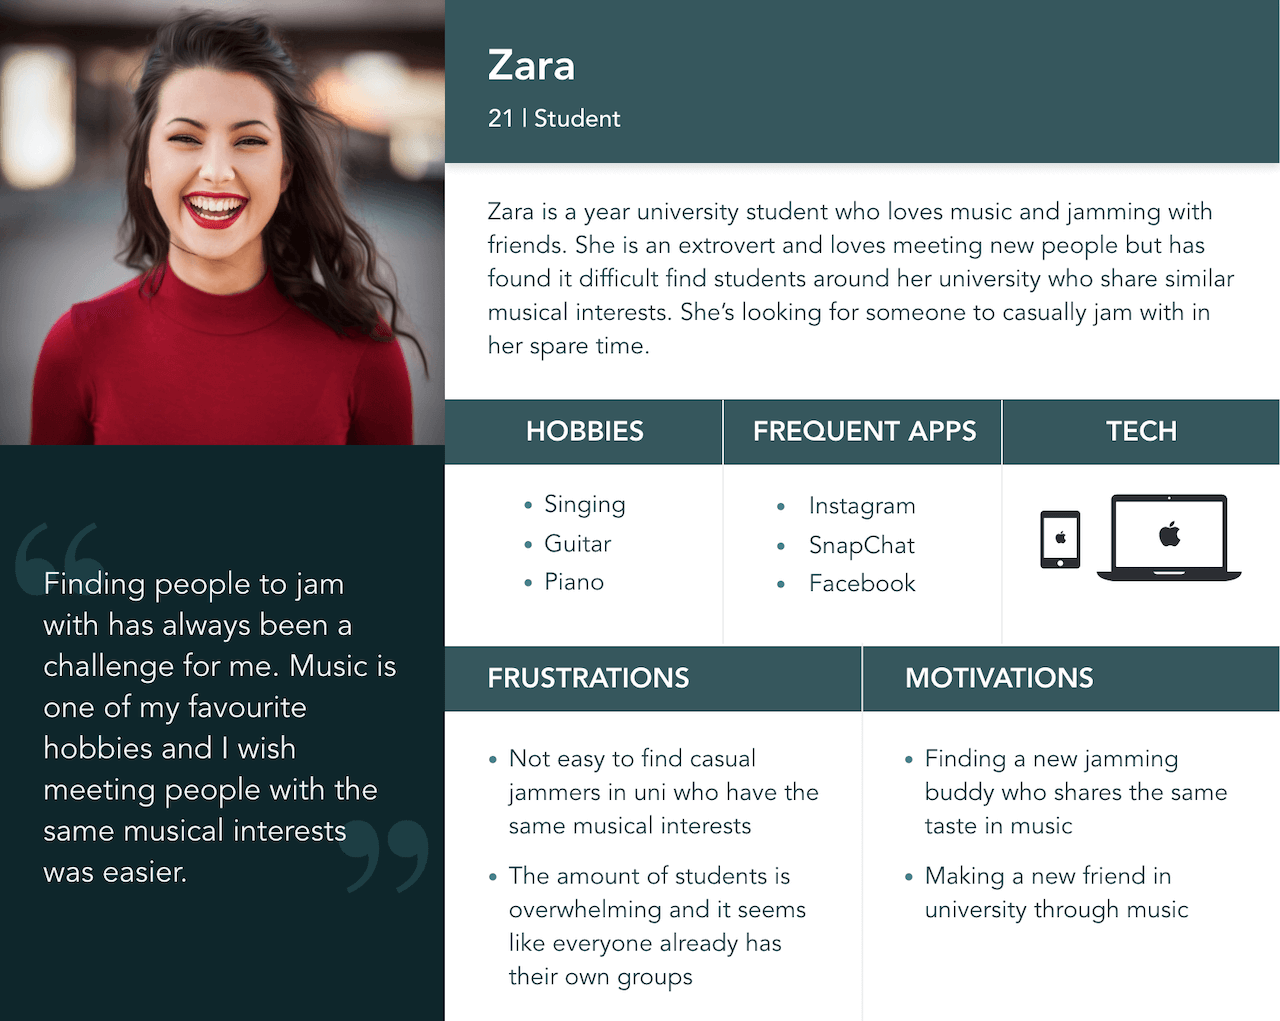 Zara
21 | Student
Zara is a year university student who loves music and jamming with
friends. She is an extrovert and loves meeting new people but has
found it difficult find students around her university who share similar
musical interests. She’s looking for someone to casually jam with in
her spare time.
HOBBIES
• Singing
• Guitar
• Piano
FREQUENT APPS
• Instagram
• SnapChat
• Facebook
TECH
“
Finding people to jam
with has always been a
challenge for me. Music is
one of my favourite
hobbies and I wish
meeting people with the
same musical interests
was easier.
”
FRUSTRATIONS
• Not easy to find casual
jammers in uni who have the
same musical interests
• The amount of students is
overwhelming and it seems
like everyone already has
their own groups
MOTIVATIONS
• Finding a new jamming
buddy who shares the same
taste in music
• Making a new friend in
university through music